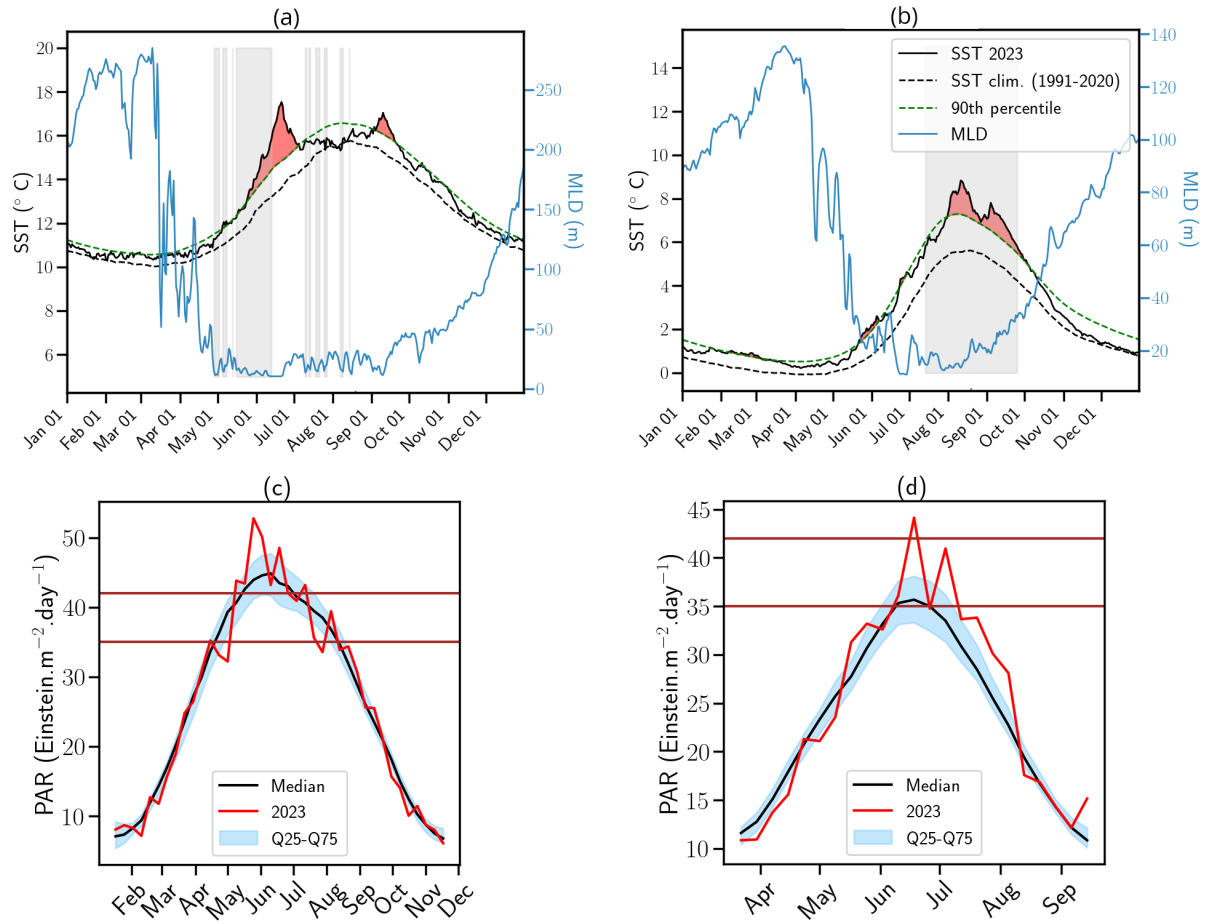 (a)
20
18
16
14
12
10
8
6
SST (° C)
250
200
150
100
50
0
MLD (m)
Jan 01
Feb 01
Mar 01
Apr 01
May 01
Jun 01
Jul 01
Aug 01
Sep 01
Oct 01
Nov 01
Dec 01
(b)
14
12
10
8
6
4
2
0
SST (° C)
140
120
100
80
60
40
20
MLD (m)
SST 2023
SST clim. (1991-2020)
90th percentile
MLD
Jan 01
Feb 01
Mar 01
Apr 01
May 01
Jun 01
Jul 01
Aug 01
Sep 01
Oct 01
Nov 01
Dec 01
(c)
50
40
30
20
10
PAR (Einstein.m⁻².day⁻¹)
Median
2023
Q25-Q75
Feb
Mar
Apr
May
Jun
Jul
Aug
Sep
Oct
Nov
Dec
(d)
45
40
35
30
25
20
15
10
PAR (Einstein.m⁻².day⁻¹)
Median
2023
Q25-Q75
Apr
May
Jun
Jul
Aug
Sep